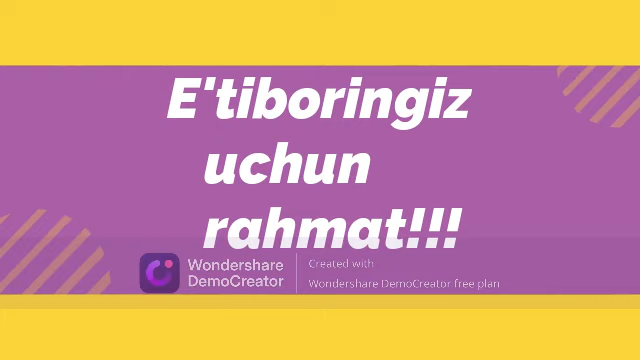 E'tiboringiz
uchun
rahmat!!!
Wondershare
DemoCreator
Created with
Wondershare DemoCreator free plan